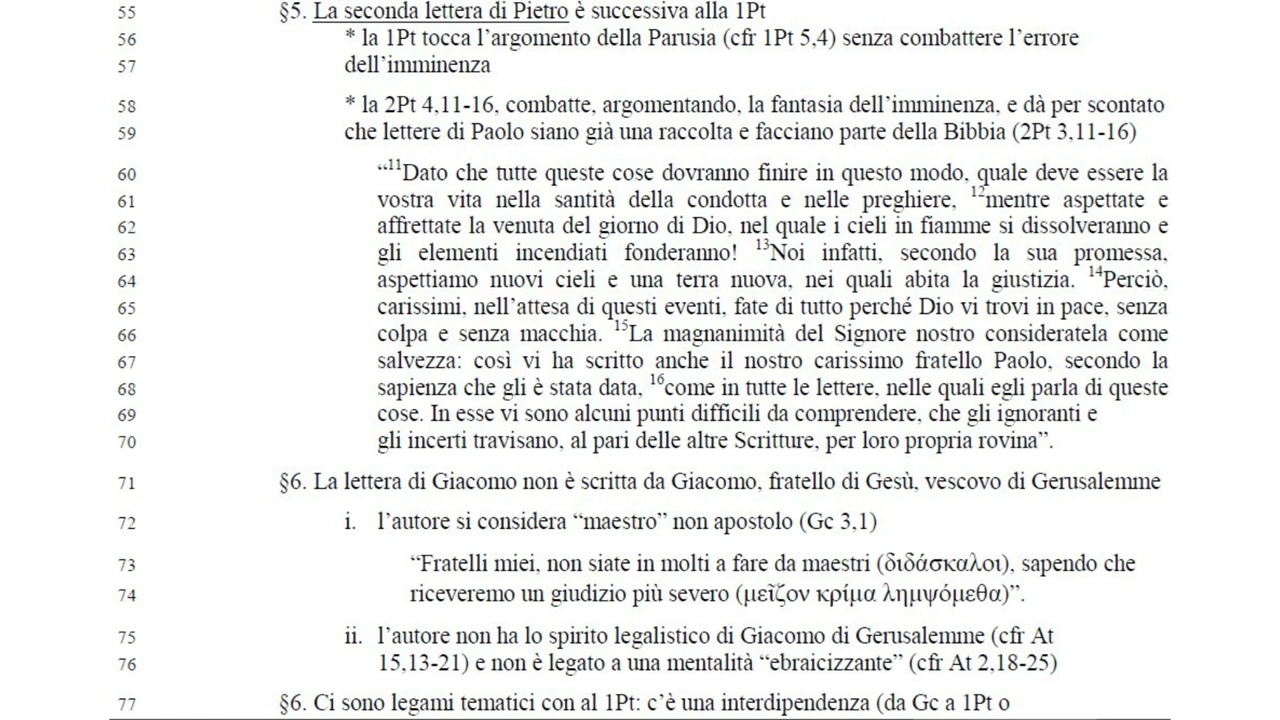 55 §5. La seconda lettera di Pietro è successiva alla 1Pt
56 * la 1Pt tocca l’argomento della Parusia (cfr 1Pt 5,4) senza combattere l’errore
57 dell’imminenza
58 * la 2Pt 4,11-16, combatte, argomentando, la fantasia dell’imminenza, e dà per scontato
59 che lettere di Paolo siano già una raccolta e facciano parte della Bibbia (2Pt 3,11-16)
60 “11Dato che tutte queste cose dovranno finire in questo modo, quale deve essere la
61 vostra vita nella santità della condotta e nelle preghiere, 12mentre aspettate e
62 affrettate la venuta del giorno di Dio, nel quale i cieli in fiamme si dissolveranno e
63 gli elementi incendiati fonderanno! 13Noi infatti, secondo la sua promessa,
64 aspettiamo nuovi cieli e una terra nuova, nei quali abita la giustizia. 14Perciò,
65 carissimi, nell’attesa di questi eventi, fate di tutto perché Dio vi trovi in pace, senza
66 colpa e senza macchia. 15La magnanimità del Signore nostro consideratela come
67 salvezza: così vi ha scritto anche il nostro carissimo fratello Paolo, secondo la
68 sapienza che gli è stata data, 16come in tutte le lettere, nelle quali egli parla di queste
69 cose. In esse vi sono alcuni punti difficili da comprendere, che gli ignoranti e
70 gli incerti travisano, al pari delle altre Scritture, per loro propria rovina”.
71 §6. La lettera di Giacomo non è scritta da Giacomo, fratello di Gesù, vescovo di Gerusalemme
72 i. l’autore si considera “maestro” non apostolo (Gc 3,1)
73 “Fratelli miei, non siate in molti a fare da maestri (διδάσκαλοι), sapendo che
74 riceveremo un giudizio più severo (μεῖζον κρίμα λημψόμεθα)”.
75 ii. l’autore non ha lo spirito legalistico di Giacomo di Gerusalemme (cfr At
76 15,13-21) e non è legato a una mentalità “ebraicizzante” (cfr At 2,18-25)
77 §6. Ci sono legami tematici con al 1Pt: c’è una interdipendenza (da Gc a 1Pt o